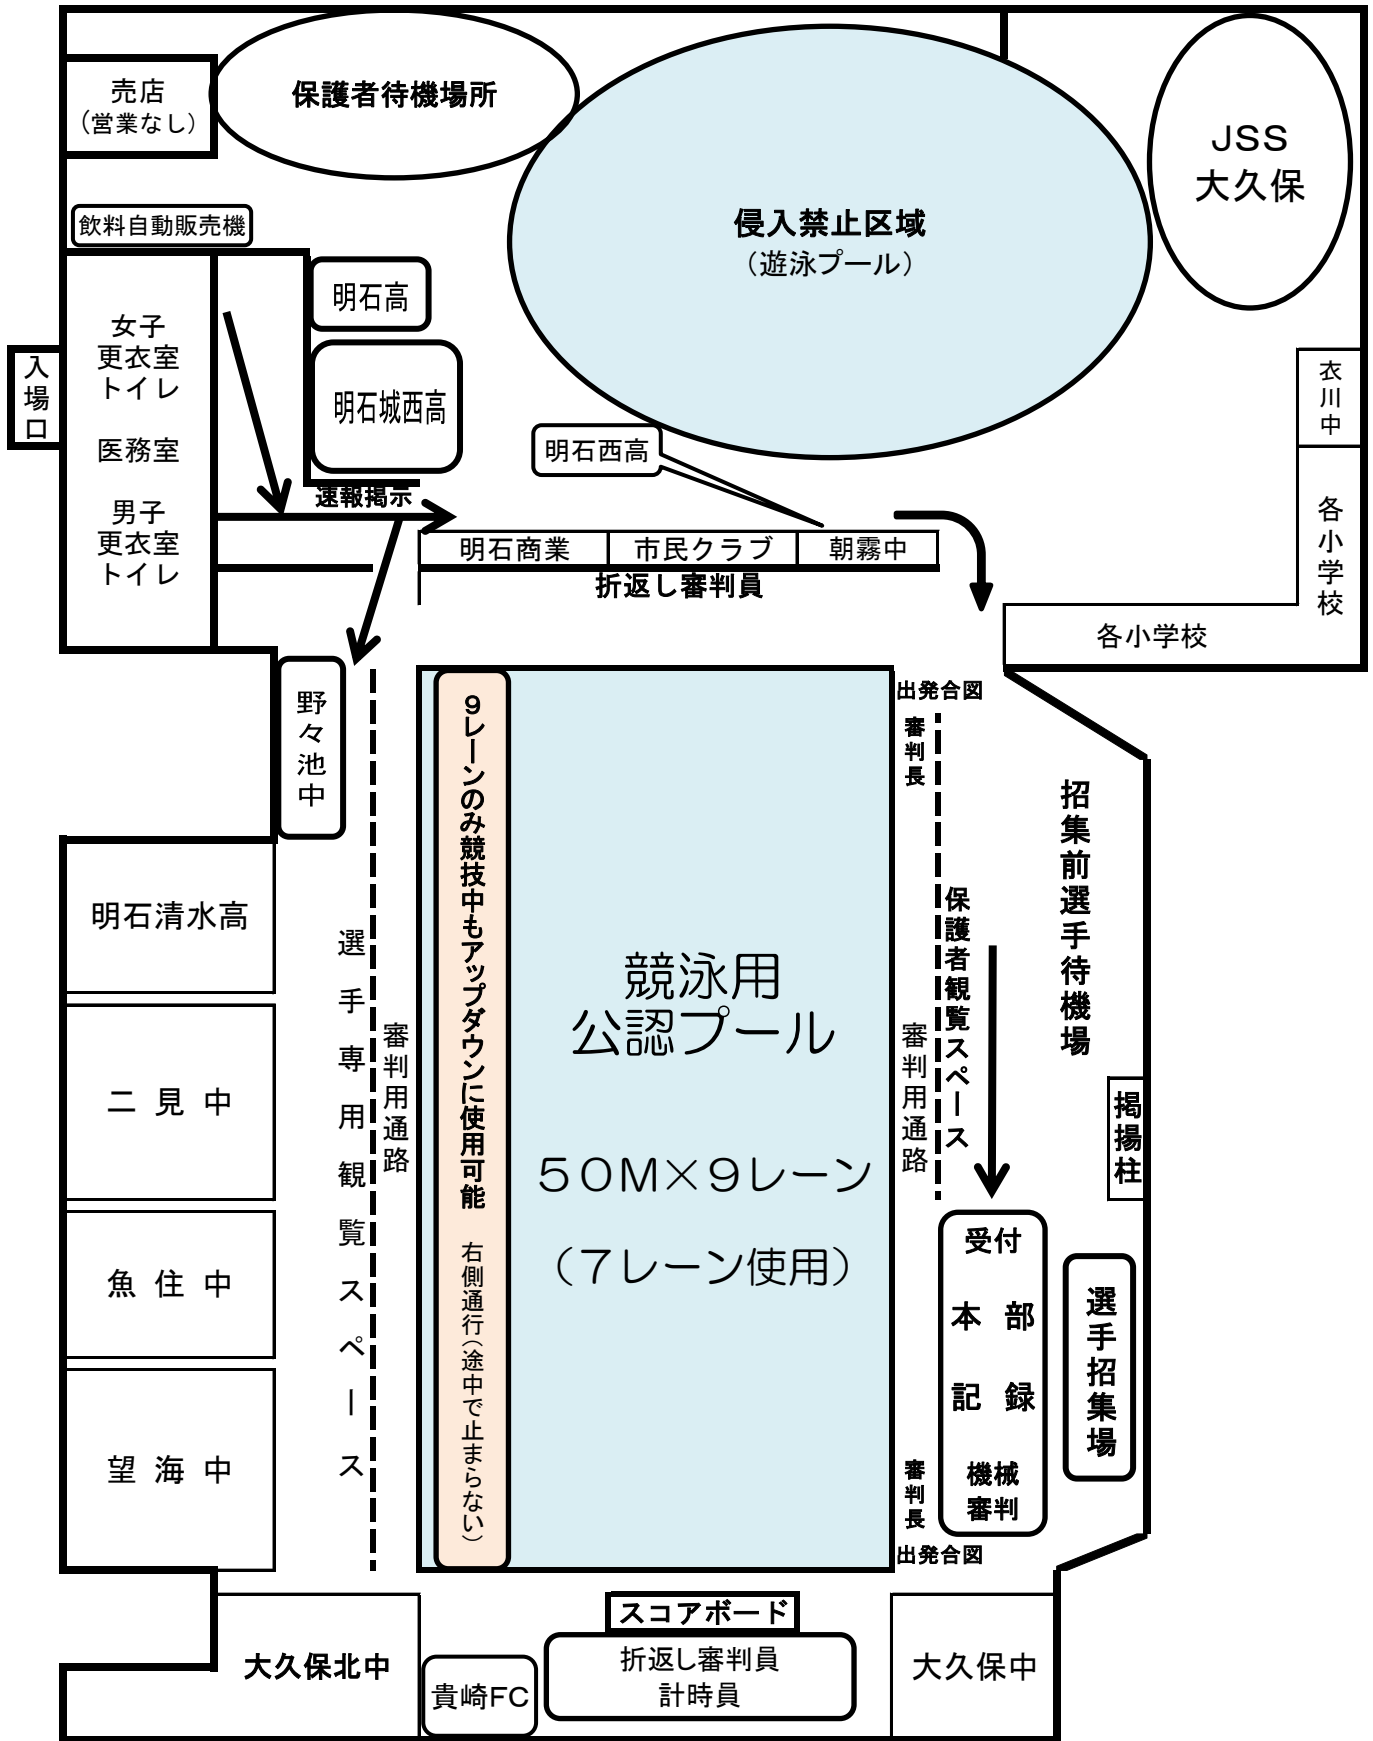 売店
（営業なし）
保護者待機場所
JSS
大久保
侵入禁止区域
（遊泳プール）
飲料自動販売機
明石高
女子
更衣室
トイレ
医務室
男子
更衣室
トイレ
入場口
明石城西高
衣川中
明石西高
速報掲示
各小学校
明石商業
市民クラブ
朝霧中
折返し審判員
各小学校
野々池中
出発合図
審判長
9レーンのみ競技中もアップダウンに使用可能　右側通行（途中で止まらない）
招集前選手待機場
明石清水高
選手専用観覧スペース
審判用通路
競泳用
公認プール
50M×9レーン
（7レーン使用）
審判用通路
保護者観覧スペース
掲揚柱
二見中
魚住中
望海中
受付
本部
記録
機械
審判
選手招集場
審判長
出発合図
スコアボード
折返し審判員
計時員
大久保北中
貴崎FC
大久保中